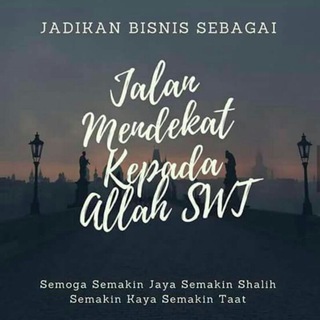 JADIKAN BISNIS SEBAGAI
Jalan
Mendekat
Kepada
Allah SWT
Semoga Semakin Jaya Semakin Shalih
Semakin Kaya Semakin Taat